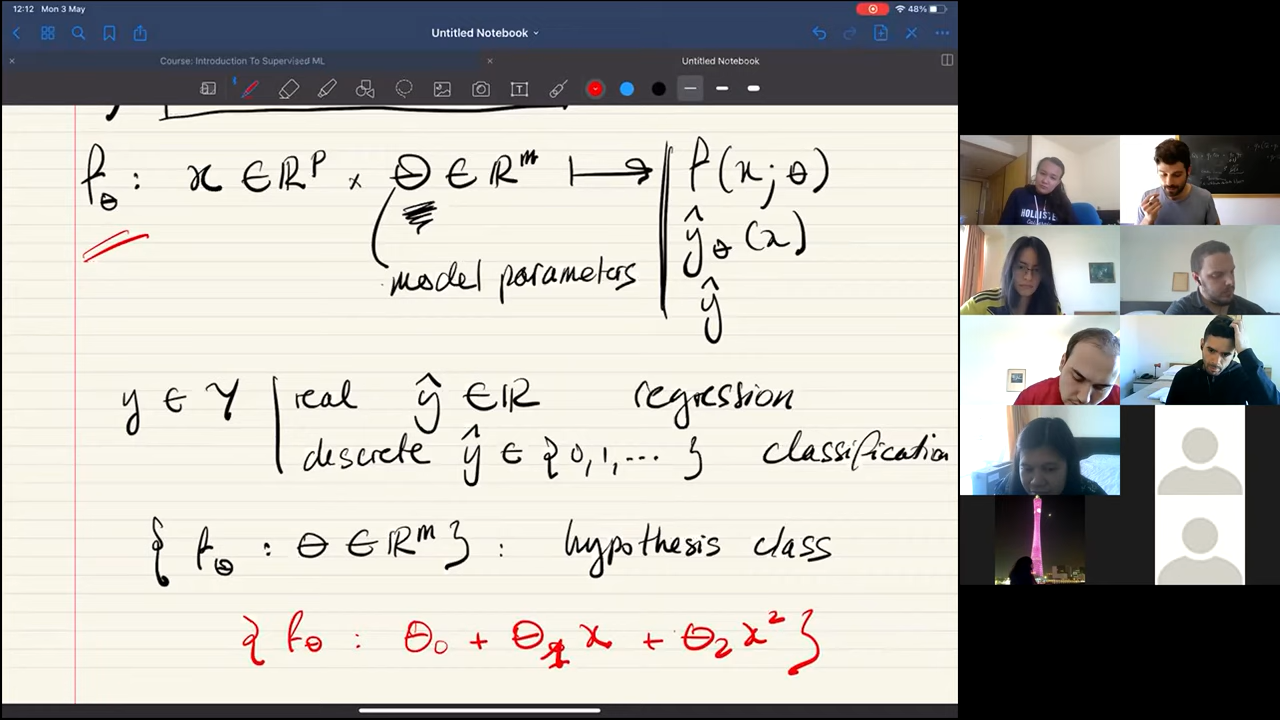 12:12 Mon 3 May
48%
Untitled Notebook
Course: Introduction To Supervised ML
Untitled Notebook
f_θ : x ∈ ℝ^p × θ ∈ ℝ^m ↦ f(x; θ)
ŷ_θ(x)
model parameters
ŷ
y ∈ Y | real ŷ ∈ ℝ regression
discrete ŷ ∈ {0, 1, ... } classification
{ f_θ : θ ∈ ℝ^m } : hypothesis class
{ f_θ : θ_0 + θ_1 x + θ_2 x^2 }
HOLLISTER